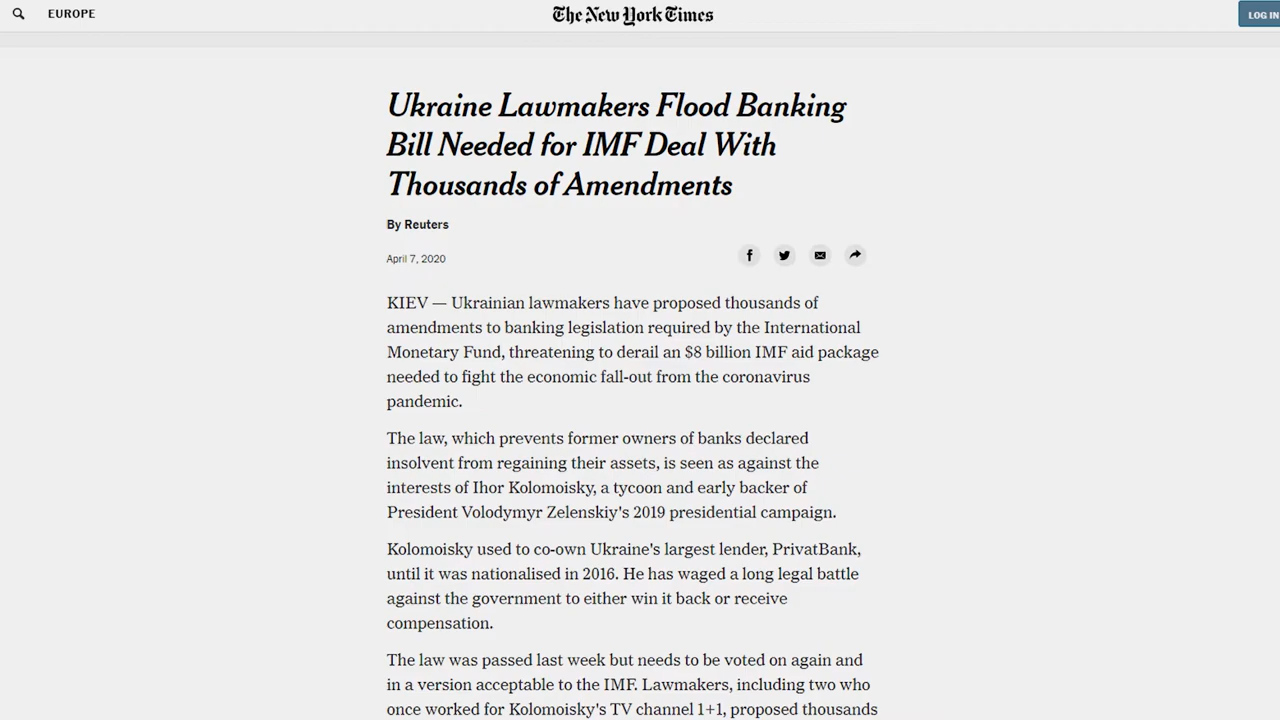 EUROPE
The New York Times
LOG IN
Ukraine Lawmakers Flood Banking
Bill Needed for IMF Deal With
Thousands of Amendments
By Reuters
April 7, 2020
KIEV — Ukrainian lawmakers have proposed thousands of
amendments to banking legislation required by the International
Monetary Fund, threatening to derail an $8 billion IMF aid package
needed to fight the economic fall-out from the coronavirus
pandemic.
The law, which prevents former owners of banks declared
insolvent from regaining their assets, is seen as against the
interests of Ihor Kolomoisky, a tycoon and early backer of
President Volodymyr Zelenskiy's 2019 presidential campaign.
Kolomoisky used to co-own Ukraine's largest lender, PrivatBank,
until it was nationalised in 2016. He has waged a long legal battle
against the government to either win it back or receive
compensation.
The law was passed last week but needs to be voted on again and
in a version acceptable to the IMF. Lawmakers, including two who
once worked for Kolomoisky's TV channel 1+1, proposed thousands